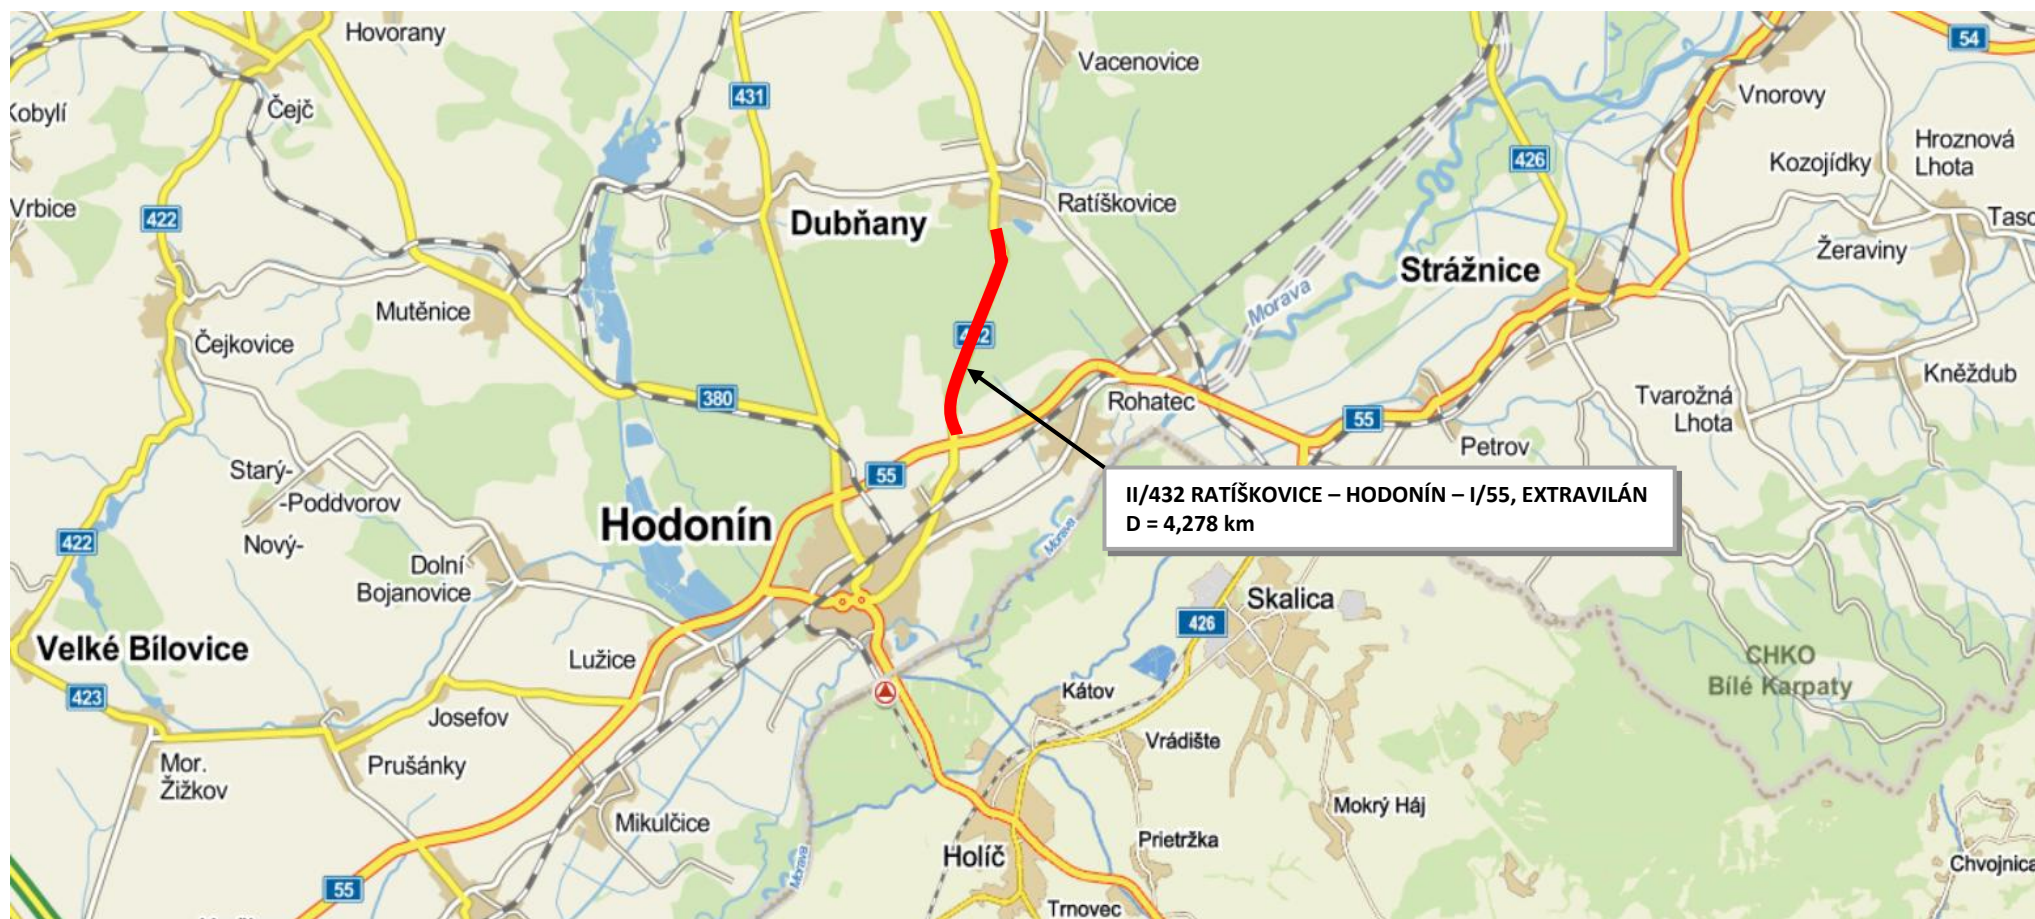 Hovorany
54
Vacenovice
431
Kobylí
Čejč
Vnorovy
426
Hroznová
Lhota
Kozojídky
Vrbice
422
Ratíškovice
Dubňany
Žeraviny
Strážnice
Mutěnice
Morava
Čejkovice
Kněždub
380
Rohatec
Tvarožná
Lhota
55
Petrov
Starý-
-Poddvorov
Nový-
55
II/432 RATÍŠKOVICE – HODONÍN – I/55, EXTRAVILÁN
D = 4,278 km
Hodonín
Morava
422
Dolní
Bojanovice
Skalica
426
Velké Bílovice
Lužice
CHKO
Bílé Karpaty
423
Kátov
Josefov
Vrádište
Mor.
Žižkov
Prušánky
Mokrý Háj
Mikulčice
Prietržka
Holíč
Morava
Chvojnica
55
Trnovec